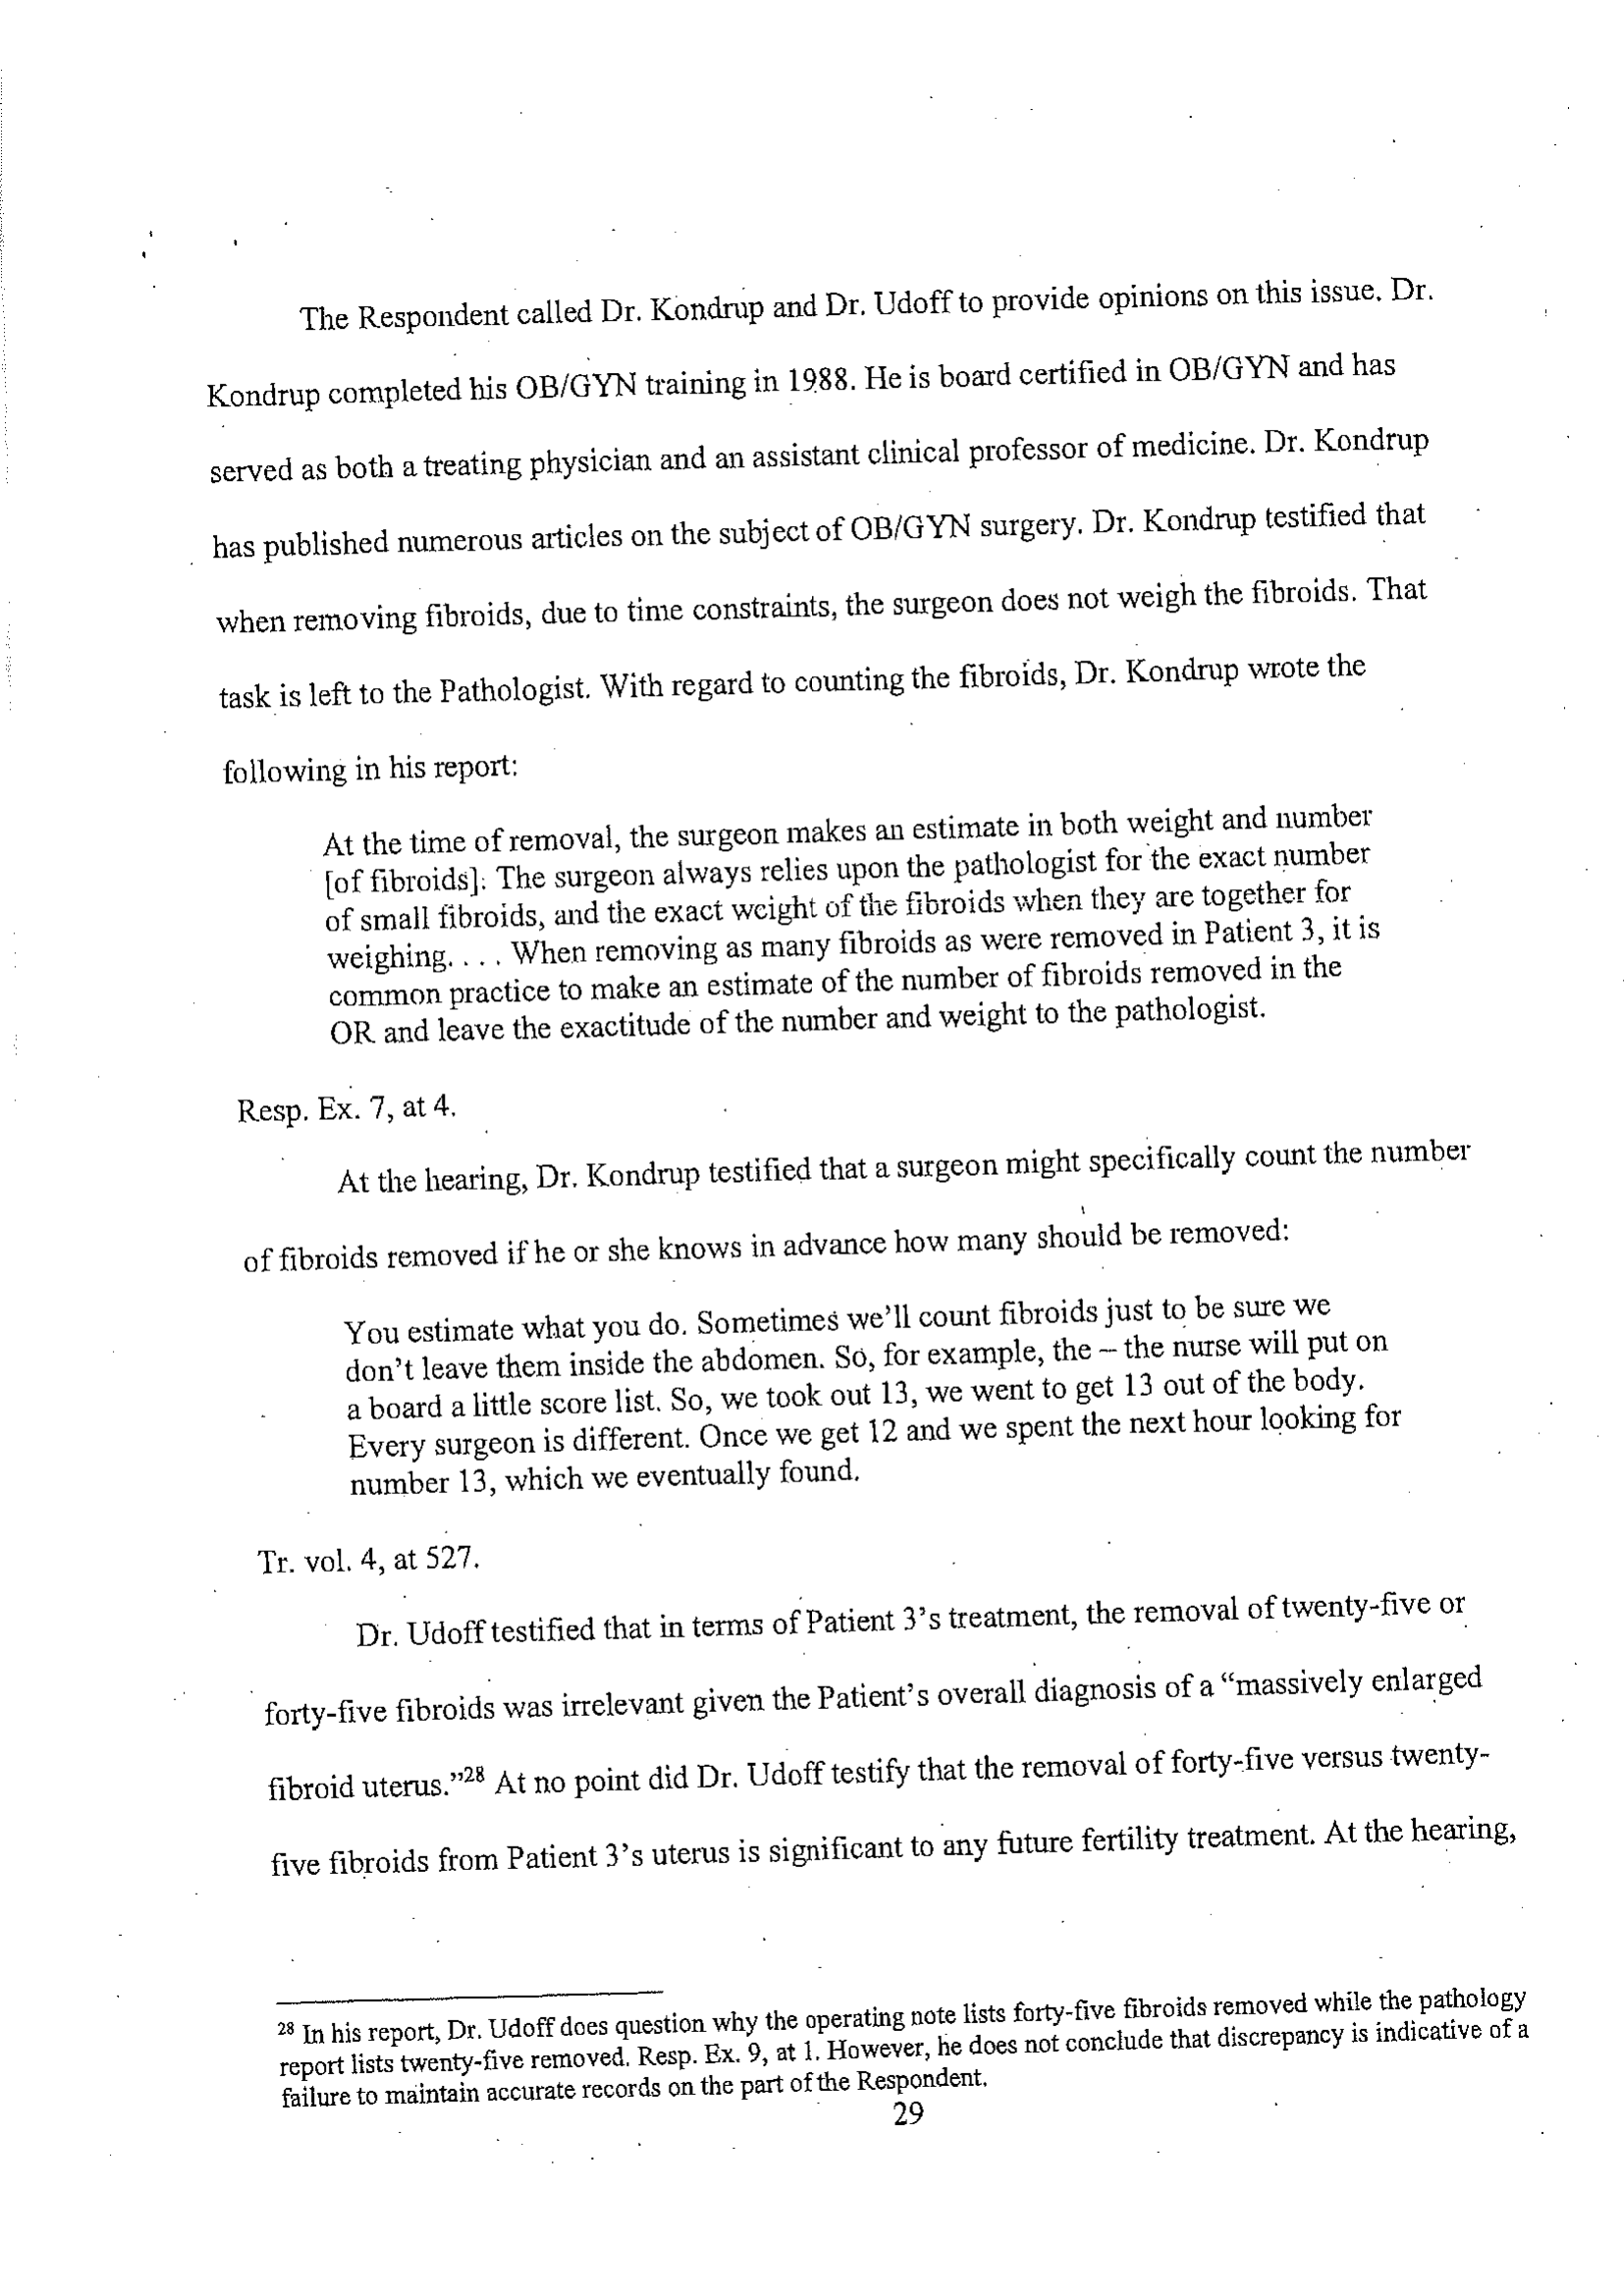 The Respondent called Dr. Kondrup and Dr. Udoff to provide opinions on this issue. Dr.
Kondrup completed his OB/GYN training in 1988. He is board certified in OB/GYN and has
served as both a treating physician and an assistant clinical professor of medicine. Dr. Kondrup
has published numerous articles on the subject of OB/GYN surgery. Dr. Kondrup testified that
when removing fibroids, due to time constraints, the surgeon does not weigh the fibroids. That
task is left to the Pathologist. With regard to counting the fibroids, Dr. Kondrup wrote the
following in his report:
At the time of removal, the surgeon makes an estimate in both weight and number
[of fibroids]. The surgeon always relies upon the pathologist for the exact number
of small fibroids, and the exact weight of the fibroids when they are together for
weighing. . . . When removing as many fibroids as were removed in Patient 3, it is
common practice to make an estimate of the number of fibroids removed in the
OR and leave the exactitude of the number and weight to the pathologist.
Resp. Ex. 7, at 4.
At the hearing, Dr. Kondrup testified that a surgeon might specifically count the number
of fibroids removed if he or she knows in advance how many should be removed:
You estimate what you do. Sometimes we'll count fibroids just to be sure we
don't leave them inside the abdomen. So, for example, the – the nurse will put on
a board a little score list. So, we took out 13, we went to get 13 out of the body.
Every surgeon is different. Once we get 12 and we spent the next hour looking for
number 13, which we eventually found.
Tr. vol. 4, at 527.
Dr. Udoff testified that in terms of Patient 3's treatment, the removal of twenty-five or
forty-five fibroids was irrelevant given the Patient's overall diagnosis of a "massively enlarged
fibroid uterus."28 At no point did Dr. Udoff testify that the removal of forty-five versus twenty-
five fibroids from Patient 3's uterus is significant to any future fertility treatment. At the hearing,
28 In his report, Dr. Udoff does question why the operating note lists forty-five fibroids removed while the pathology
report lists twenty-five removed. Resp. Ex. 9, at 1. However, he does not conclude that discrepancy is indicative of a
failure to maintain accurate records on the part of the Respondent.
29